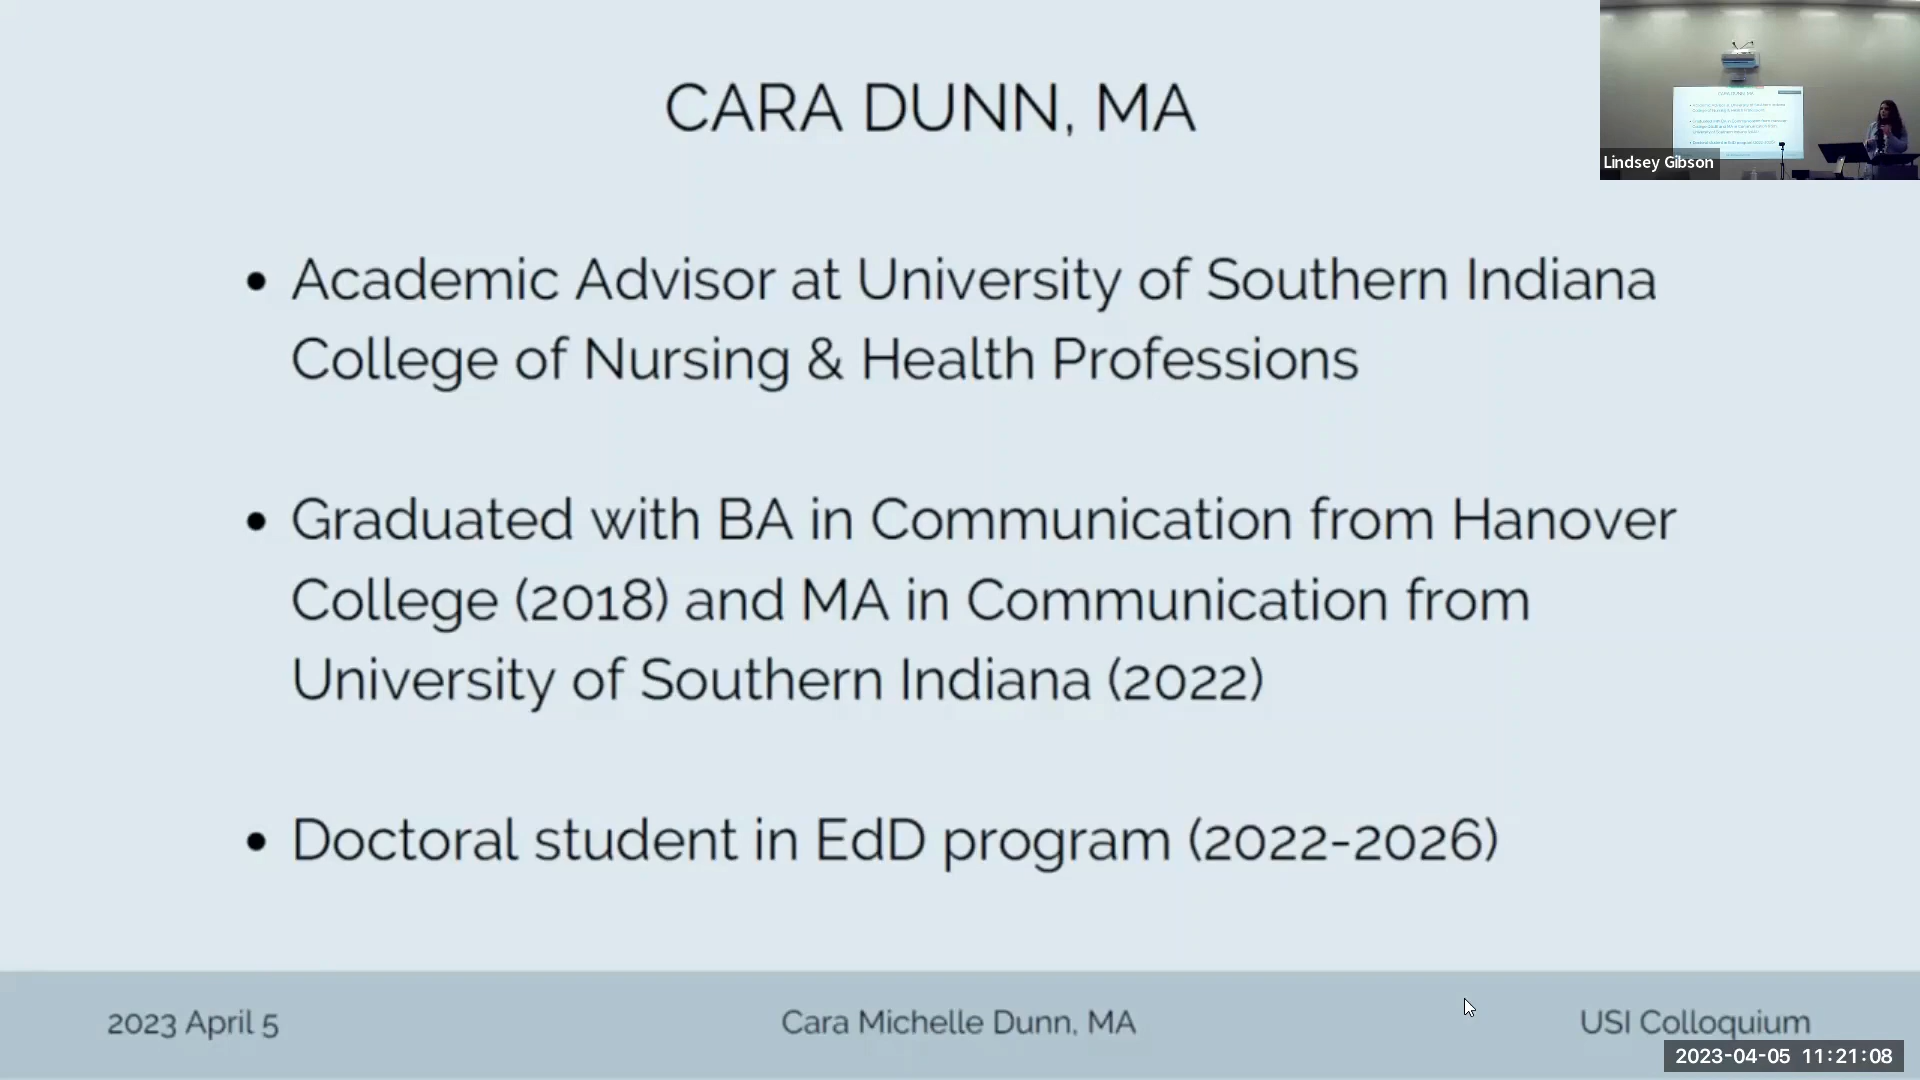 CARA DUNN, MA
Lindsey Gibson
• Academic Advisor at University of Southern Indiana
College of Nursing & Health Professions
• Graduated with BA in Communication from Hanover
College (2018) and MA in Communication from
University of Southern Indiana (2022)
• Doctoral student in EdD program (2022-2026)
2023 April 5
Cara Michelle Dunn, MA
USI Colloquium
2023-04-05 11:21:08